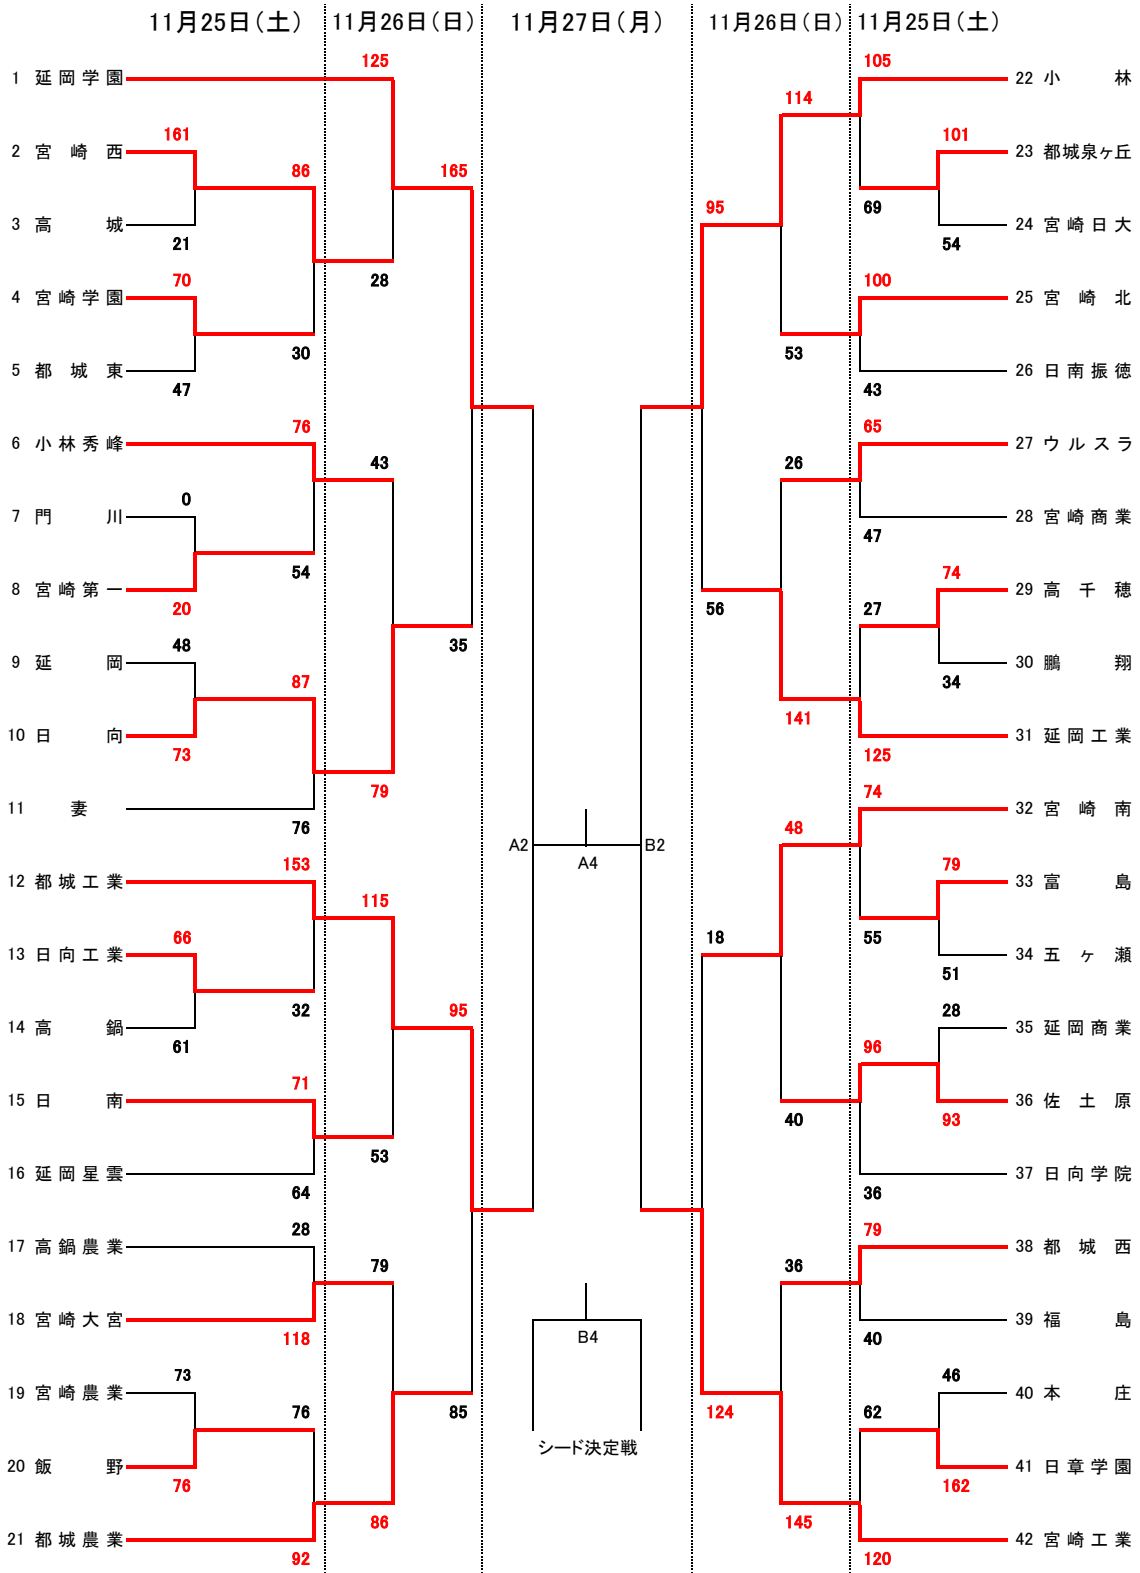 11月25日(土) 11月26日(日) 11月27日(月) 11月26日(日) 11月25日(土)
1 延岡学園 125 105 22 小林
114
2 宮崎西 161 86 165 101 23 都城泉ヶ丘
3 高城 21 95 69 54 24 宮崎日大
4 宮崎学園 70 28 100 25 宮崎北
30 53
5 都城東 47 43 26 日南振徳
6 小林秀峰 76 43 26 65 27 ウルスラ
7 門川 0 47 28 宮崎商業
54
8 宮崎第一 20 56 27 74 29 高千穂
9 延岡 48 35 34 30 鵬翔
87 141
10 日向 73 79 125 31 延岡工業
11 妻 76 74 32 宮崎南
48
A2 A4 B2
12 都城工業 153 115 79 33 富島
13 日向工業 66 18 55 51 34 五ヶ瀬
14 高鍋 61 32 95 28 35 延岡商業
96
15 日南 71 40 93 36 佐土原
53
16 延岡星雲 64 36 37 日向学院
17 高鍋農業 28 79 36 79 38 都城西
18 宮崎大宮 118 B4 40 39 福島
19 宮崎農業 73 76 85 124 62 46 40 本庄
シード決定戦
20 飯野 76 162 41 日章学園
86 145
21 都城農業 92 120 42 宮崎工業